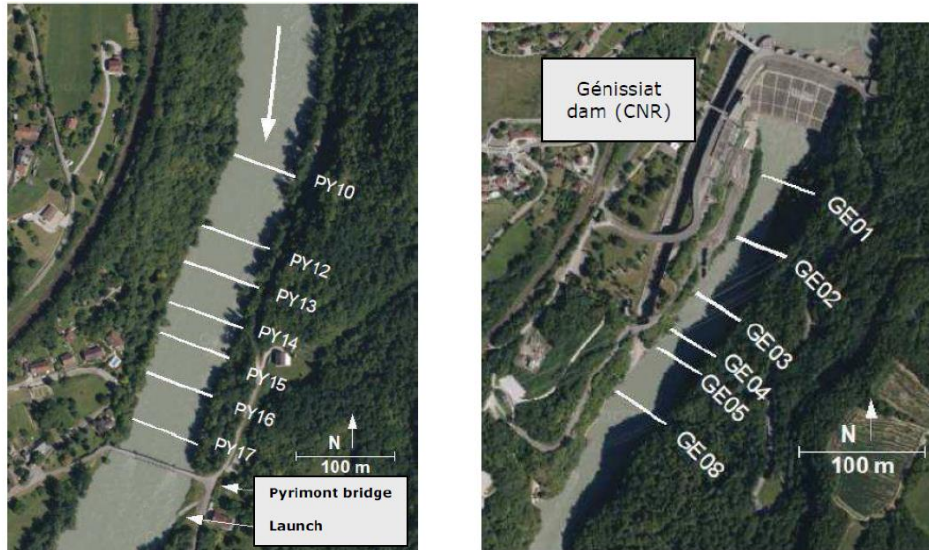 PY10
PY12
PY13
PY14
PY15
PY16
PY17
N
100 m
Pyrimont bridge
Launch
Génissiat
dam (CNR)
GE01
GE02
GE03
GE04
GE05
GE08
N
100 m